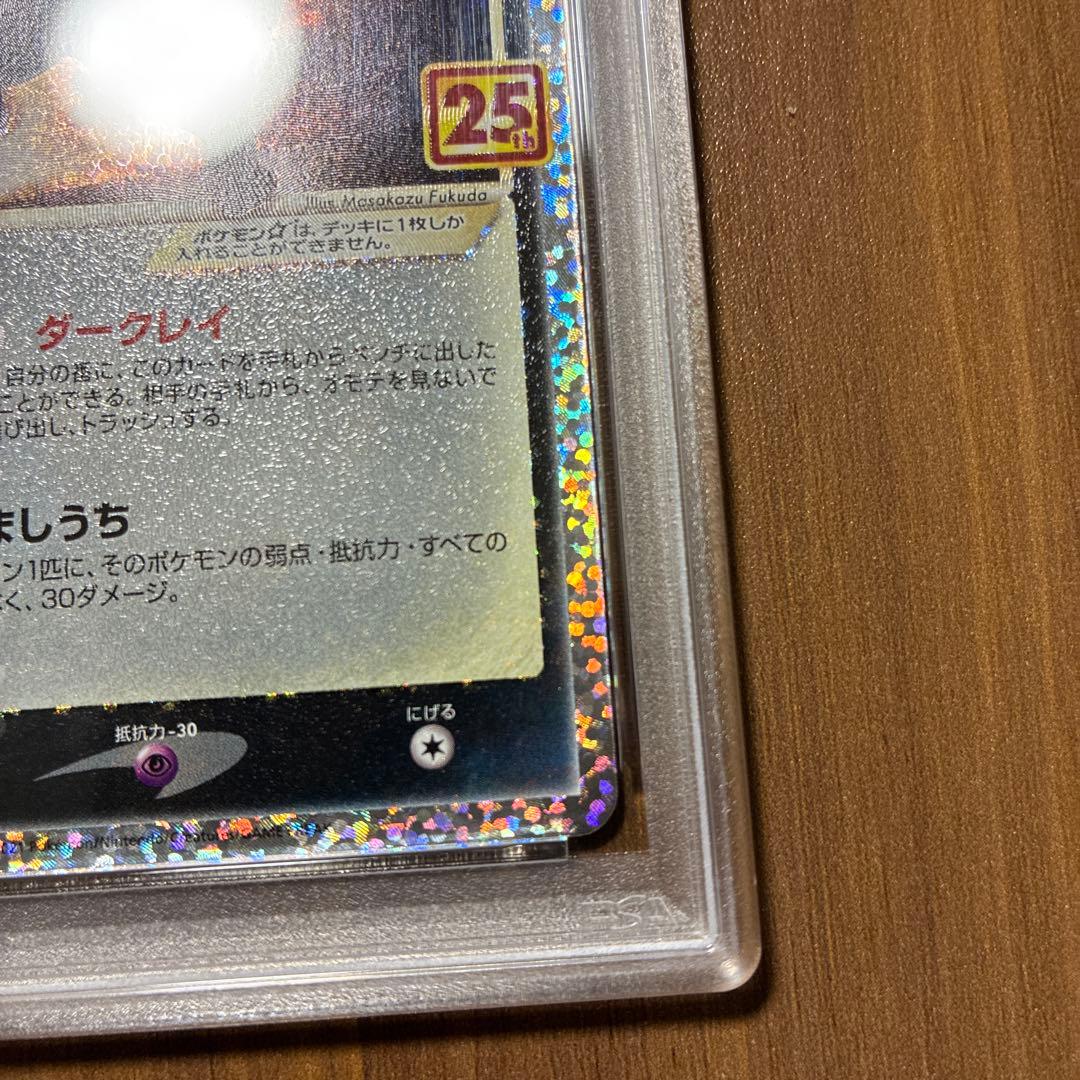 25th
Illus. Masakazu Fukuda
ポケモン☆は、デッキに1枚しか
入れることができません。
ダークレイ
自分の番に、このカードを手札からベンチに出した
ことができる。相手の手札から、オモテを見ないで
び出し、トラッシュする。
ましうち
ン1匹に、そのポケモンの弱点・抵抗力・すべての
く、30ダメージ。
抵抗力-30
にげる
Pokémon/Nintendo/Creatures/GAME FREAK